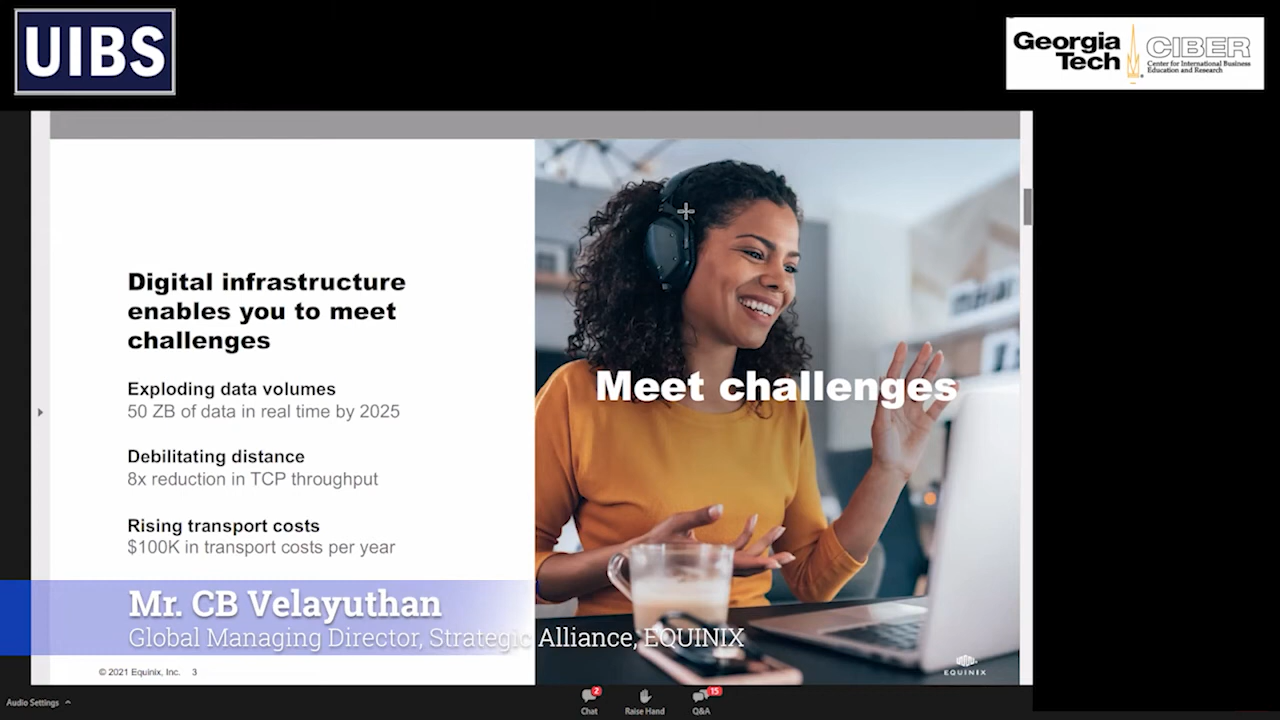 UIBS
Georgia
Tech
CIBER
Center for International Business
Education and Research
Digital infrastructure
enables you to meet
challenges
Exploding data volumes
50 ZB of data in real time by 2025
Debilitating distance
8x reduction in TCP throughput
Rising transport costs
$100K in transport costs per year
Meet challenges
Mr. CB Velayuthan
Global Managing Director, Strategic Alliance, EQUINIX
© 2021 Equinix, Inc. 3
EQUINIX
Audio Settings
2
Chat
Raise Hand
15
Q&A